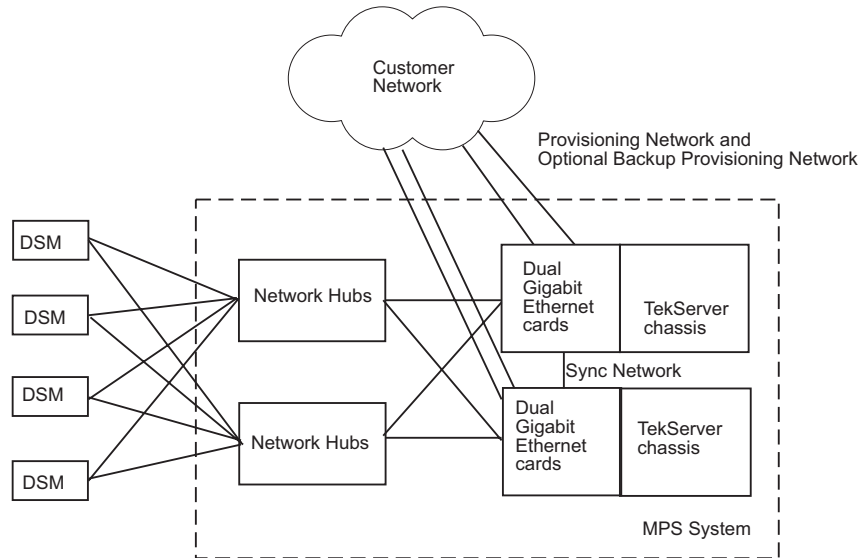 Customer
Network
Provisioning Network and
Optional Backup Provisioning Network
DSM
DSM
DSM
DSM
Network Hubs
Network Hubs
Dual
Gigabit
Ethernet
cards
TekServer
chassis
Sync Network
Dual
Gigabit
Ethernet
cards
TekServer
chassis
MPS System